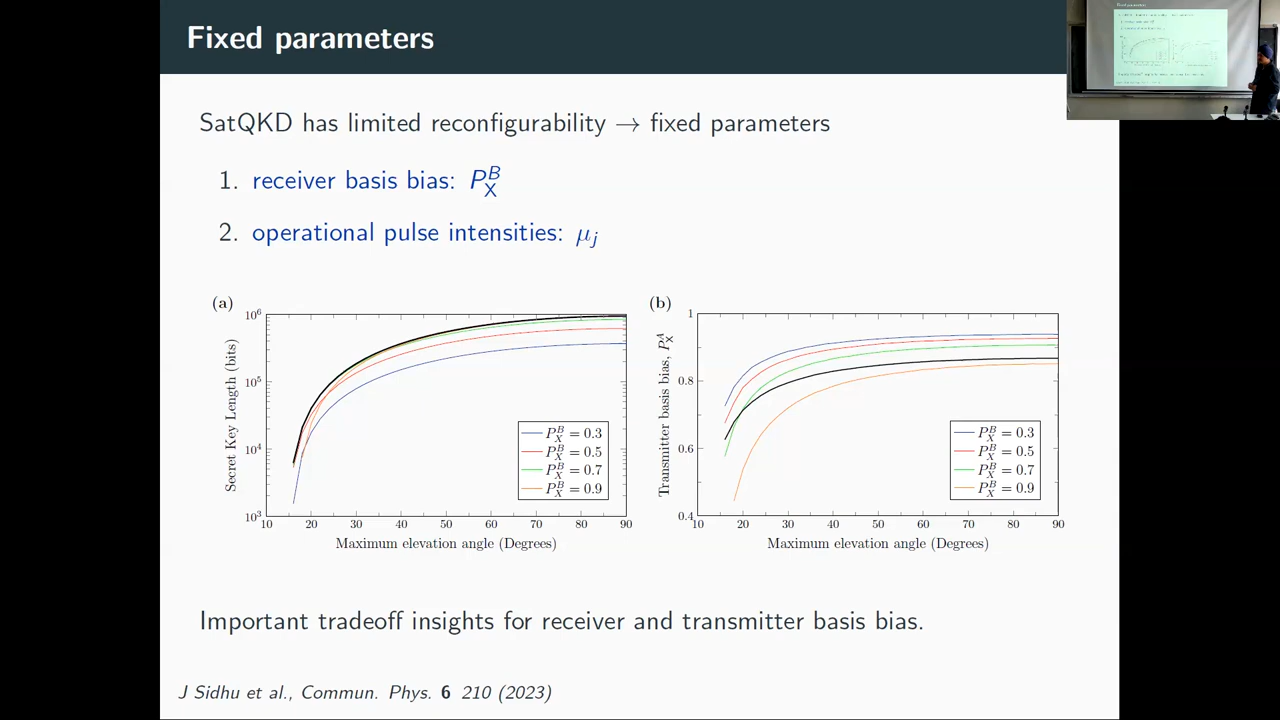 Fixed parameters
SatQKD has limited reconfigurability → fixed parameters
1. receiver basis bias: P_X^B
2. operational pulse intensities: μ_j
(a)
10^6
10^5
10^4
10^3
Secret Key Length (bits)
P_X^B = 0.3
P_X^B = 0.5
P_X^B = 0.7
P_X^B = 0.9
10 20 30 40 50 60 70 80 90
Maximum elevation angle (Degrees)
(b)
1
0.8
0.6
0.4
Transmitter basis bias, P_X^A
P_X^B = 0.3
P_X^B = 0.5
P_X^B = 0.7
P_X^B = 0.9
10 20 30 40 50 60 70 80 90
Maximum elevation angle (Degrees)
Important tradeoff insights for receiver and transmitter basis bias.
J Sidhu et al., Commun. Phys. 6 210 (2023)